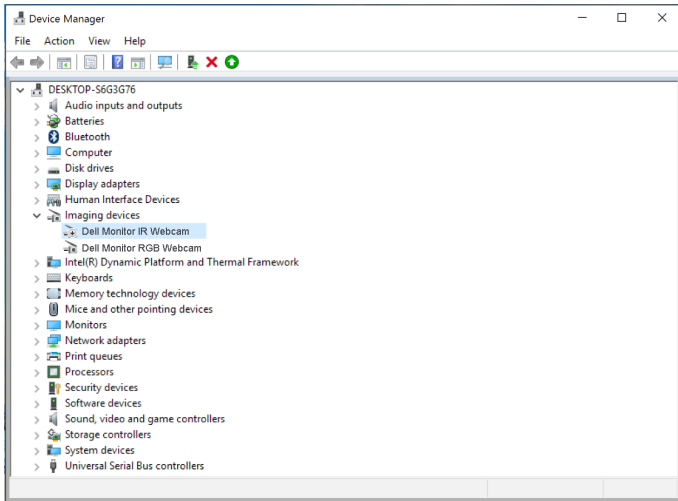 Device Manager
File Action View Help
DESKTOP-S6G3G76
Audio inputs and outputs
Batteries
Bluetooth
Computer
Disk drives
Display adapters
Human Interface Devices
Imaging devices
Dell Monitor IR Webcam
Dell Monitor RGB Webcam
Intel(R) Dynamic Platform and Thermal Framework
Keyboards
Memory technology devices
Mice and other pointing devices
Monitors
Network adapters
Print queues
Processors
Security devices
Software devices
Sound, video and game controllers
Storage controllers
System devices
Universal Serial Bus controllers